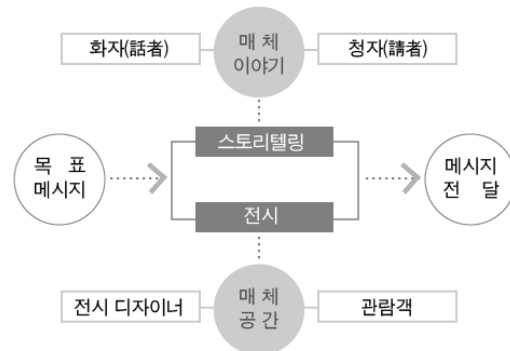 화자(話者)
매 체
이야기
청자(請者)
스토리텔링
목 표
메시지
메시지
전 달
전시
전시 디자이너
매 체
공 간
관람객